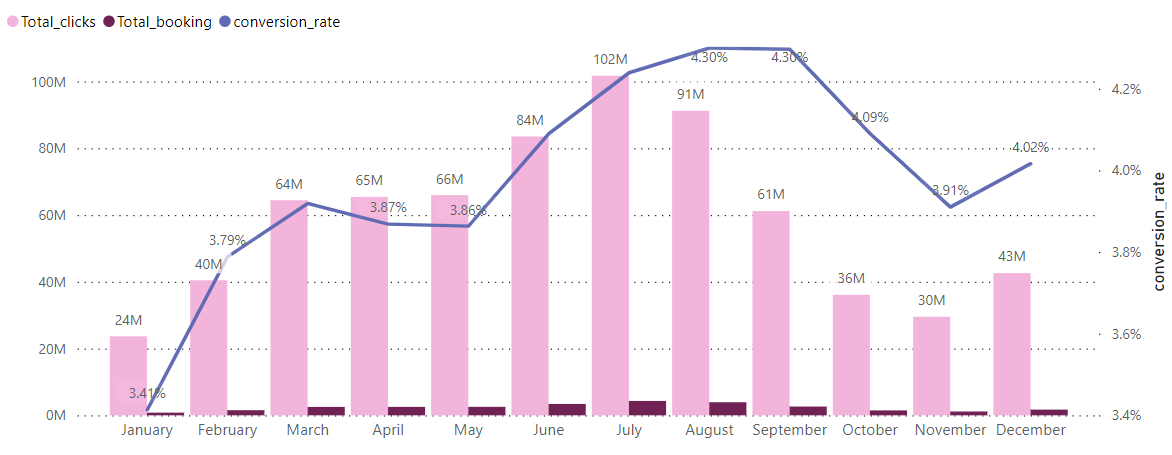 Total_clicks Total_booking conversion_rate
102M
4.30% 4.30%
100M
91M
4.2%
84M
4.09%
80M
4.02%
64M 65M 66M
4.0%
3.91%
61M
60M
3.87% 3.86%
3.79%
40M
3.8%
43M
40M
36M
30M
24M
20M
3.6%
3.41%
0M
3.4%
January February March April May June July August September October November December
conversion_rate